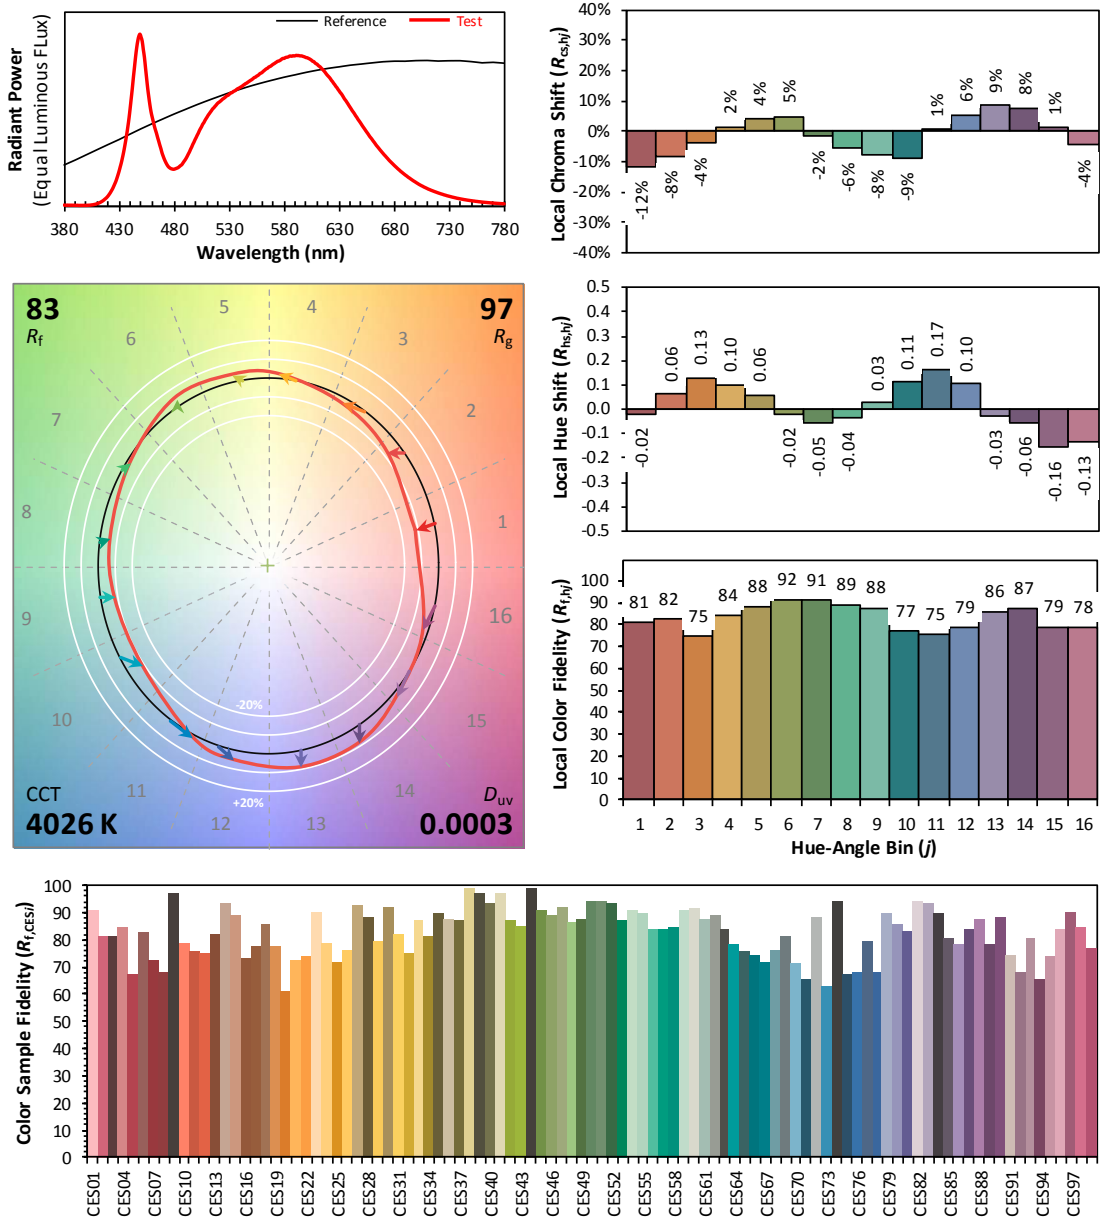 Reference
Test
Radiant Power
(Equal Luminous FLux)
380 430 480 530 580 630 680 730 780
Wavelength (nm)
Local Chroma Shift (Rcs,hj)
40%
30%
20%
10%
0%
-10%
-20%
-30%
-40%
-12% -8% -4% 2% 4% 5% -2% -6% -8% -9% 1% 6% 9% 8% 1% -4%
83
Rf
97
Rg
5 4
6 3
7 2
8 1
9 16
10 15
11 14
12 13
-20%
+20%
CCT
4026 K
Duv
0.0003
Local Hue Shift (Rhs,hj)
0.5
0.4
0.3
0.2
0.1
0.0
-0.1
-0.2
-0.3
-0.4
-0.5
-0.02 0.06 0.13 0.10 0.06 -0.02 -0.05 -0.04 0.03 0.11 0.17 0.10 -0.03 -0.06 -0.16 -0.13
Local Color Fidelity (Rf,hj)
100
90
80
70
60
50
40
30
20
10
0
81 82 75 84 88 92 91 89 88 77 75 79 86 87 79 78
1 2 3 4 5 6 7 8 9 10 11 12 13 14 15 16
Hue-Angle Bin (j)
Color Sample Fidelity (Rf,CESi)
100
90
80
70
60
50
40
30
20
10
0
CES01 CES04 CES07 CES10 CES13 CES16 CES19 CES22 CES25 CES28 CES31 CES34 CES37 CES40 CES43 CES46 CES49 CES52 CES55 CES58 CES61 CES64 CES67 CES70 CES73 CES76 CES79 CES82 CES85 CES88 CES91 CES94 CES97